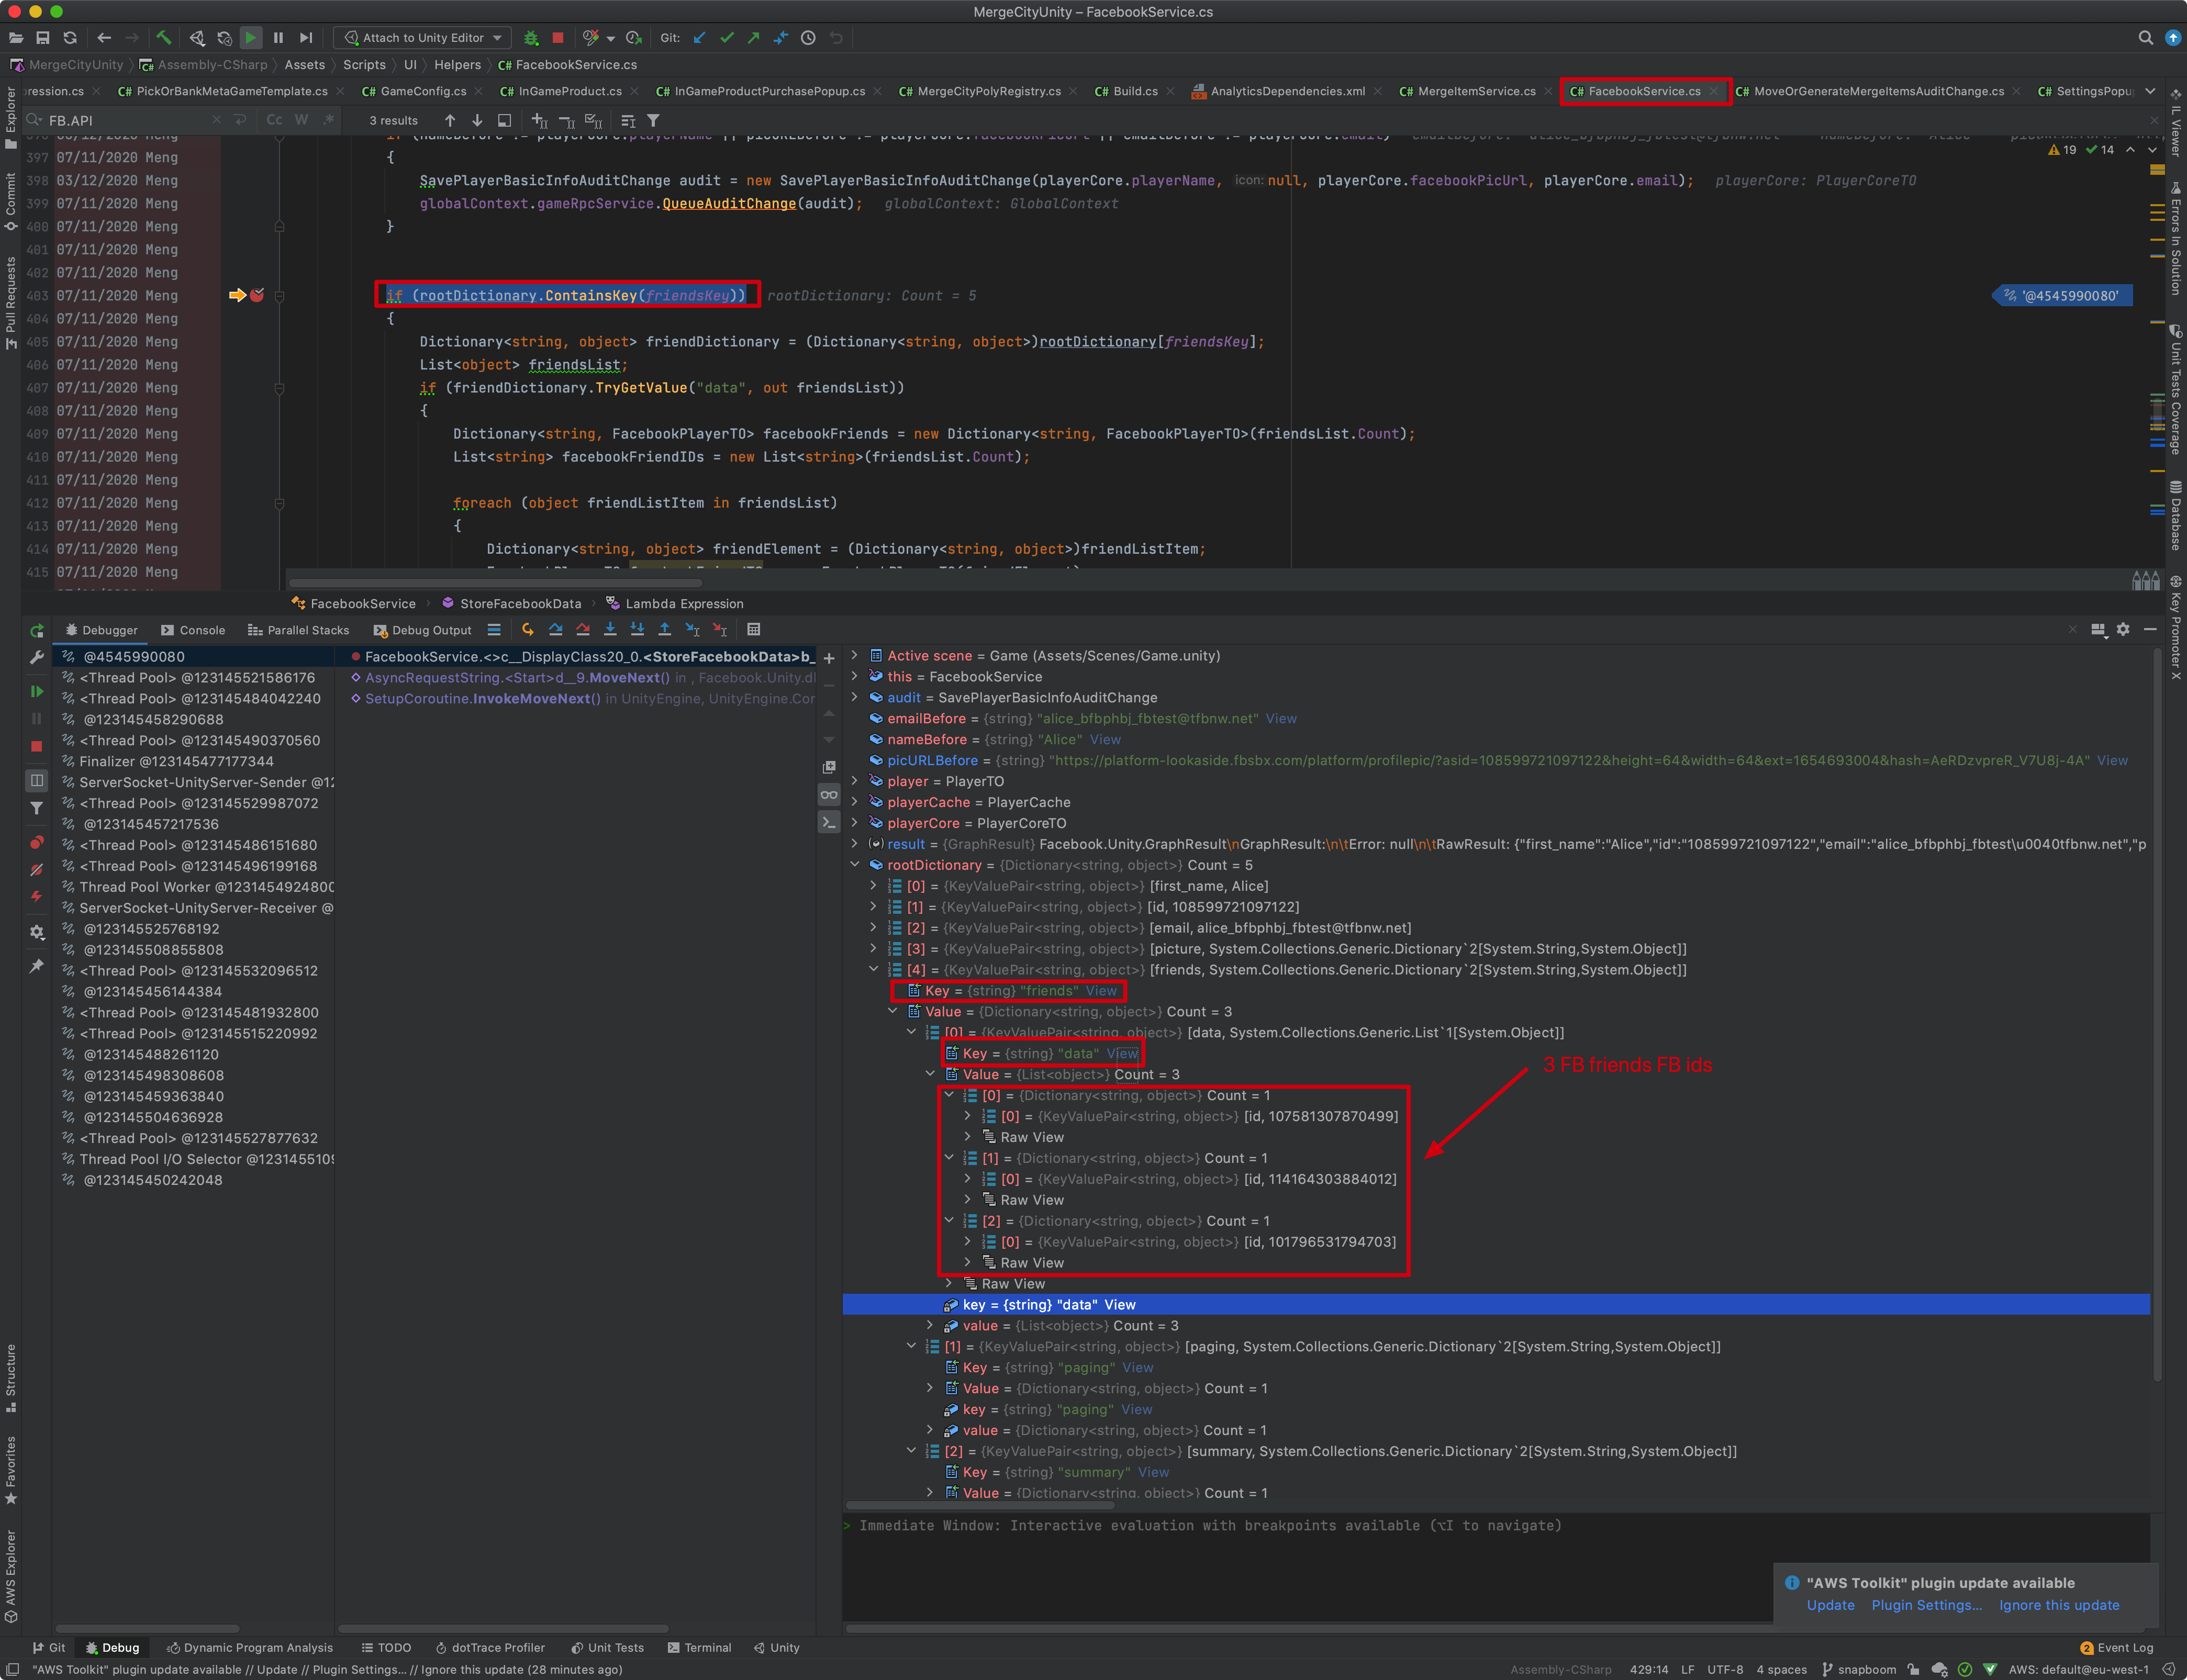 MergeCityUnity – FacebookService.cs
Attach to Unity Editor
Git:
MergeCityUnity Assembly-CSharp Assets Scripts UI Helpers C# FacebookService.cs
ression.cs C# PickOrBankMetaGameTemplate.cs C# GameConfig.cs C# InGameProduct.cs C# InGameProductPurchasePopup.cs C# MergeCityPolyRegistry.cs C# Build.cs AnalyticsDependencies.xml C# MergeItemService.cs C# FacebookService.cs C# MoveOrGenerateMergeItemsAuditChange.cs C# SettingsPopu
FB.API Cc W .* 3 results
19 14
397 07/11/2020 Meng {
398 03/12/2020 Meng SavePlayerBasicInfoAuditChange audit = new SavePlayerBasicInfoAuditChange(playerCore.playerName, icon: null, playerCore.facebookPicUrl, playerCore.email); playerCore: PlayerCoreTO
399 07/11/2020 Meng globalContext.gameRpcService.QueueAuditChange(audit); globalContext: GlobalContext
400 07/11/2020 Meng }
401 07/11/2020 Meng
402 07/11/2020 Meng
403 07/11/2020 Meng if (rootDictionary.ContainsKey(friendsKey)) rootDictionary: Count = 5 '@4545990080'
404 07/11/2020 Meng {
405 07/11/2020 Meng Dictionary<string, object> friendDictionary = (Dictionary<string, object>)rootDictionary[friendsKey];
406 07/11/2020 Meng List<object> friendsList;
407 07/11/2020 Meng if (friendDictionary.TryGetValue("data", out friendsList))
408 07/11/2020 Meng {
409 07/11/2020 Meng Dictionary<string, FacebookPlayerTO> facebookFriends = new Dictionary<string, FacebookPlayerTO>(friendsList.Count);
410 07/11/2020 Meng List<string> facebookFriendIDs = new List<string>(friendsList.Count);
411 07/11/2020 Meng
412 07/11/2020 Meng foreach (object friendListItem in friendsList)
413 07/11/2020 Meng {
414 07/11/2020 Meng Dictionary<string, object> friendElement = (Dictionary<string, object>)friendListItem;
415 07/11/2020 Meng
FacebookService StoreFacebookData Lambda Expression
Debugger Console Parallel Stacks Debug Output
@4545990080
<Thread Pool> @123145521586176
<Thread Pool> @123145484042240
@123145458290688
<Thread Pool> @123145490370560
Finalizer @123145477177344
ServerSocket-UnityServer-Sender @12
<Thread Pool> @123145529987072
@123145457217536
<Thread Pool> @123145486151680
<Thread Pool> @123145496199168
Thread Pool Worker @1231454924800
ServerSocket-UnityServer-Receiver @
@123145525768192
@123145508855808
<Thread Pool> @123145532096512
@123145456144384
<Thread Pool> @123145481932800
<Thread Pool> @123145515220992
@123145488261120
@123145498308608
@123145459363840
@123145504636928
<Thread Pool> @123145527877632
Thread Pool I/O Selector @1231455109
@123145450242048
FacebookService.<>c__DisplayClass20_0.<StoreFacebookData>b_
AsyncRequestString.<Start>d__9.MoveNext() in , Facebook.Unity.dl
SetupCoroutine.InvokeMoveNext() in UnityEngine, UnityEngine.Cor
Active scene = Game (Assets/Scenes/Game.unity)
this = FacebookService
audit = SavePlayerBasicInfoAuditChange
emailBefore = {string} "alice_bfbphbj_fbtest@tfbnw.net" View
nameBefore = {string} "Alice" View
picURLBefore = {string} "https://platform-lookaside.fbsbx.com/platform/profilepic/?asid=108599721097122&height=64&width=64&ext=1654693004&hash=AeRDzvpreR_V7U8j-4A" View
player = PlayerTO
playerCache = PlayerCache
playerCore = PlayerCoreTO
result = {GraphResult} Facebook.Unity.GraphResult\nGraphResult:\n\tError: null\n\tRawResult: {"first_name":"Alice","id":"108599721097122","email":"alice_bfbphbj_fbtest\u0040tfbnw.net","p
rootDictionary = {Dictionary<string, object>} Count = 5
[0] = {KeyValuePair<string, object>} [first_name, Alice]
[1] = {KeyValuePair<string, object>} [id, 108599721097122]
[2] = {KeyValuePair<string, object>} [email, alice_bfbphbj_fbtest@tfbnw.net]
[3] = {KeyValuePair<string, object>} [picture, System.Collections.Generic.Dictionary`2[System.String,System.Object]]
[4] = {KeyValuePair<string, object>} [friends, System.Collections.Generic.Dictionary`2[System.String,System.Object]]
Key = {string} "friends" View
Value = {Dictionary<string, object>} Count = 3
[0] = {KeyValuePair<string, object>} [data, System.Collections.Generic.List`1[System.Object]]
Key = {string} "data" View
Value = {List<object>} Count = 3
3 FB friends FB ids
[0] = {Dictionary<string, object>} Count = 1
[0] = {KeyValuePair<string, object>} [id, 107581307870499]
Raw View
[1] = {Dictionary<string, object>} Count = 1
[0] = {KeyValuePair<string, object>} [id, 114164303884012]
Raw View
[2] = {Dictionary<string, object>} Count = 1
[0] = {KeyValuePair<string, object>} [id, 101796531794703]
Raw View
Raw View
key = {string} "data" View
value = {List<object>} Count = 3
[1] = {KeyValuePair<string, object>} [paging, System.Collections.Generic.Dictionary`2[System.String,System.Object]]
Key = {string} "paging" View
Value = {Dictionary<string, object>} Count = 1
key = {string} "paging" View
value = {Dictionary<string, object>} Count = 1
[2] = {KeyValuePair<string, object>} [summary, System.Collections.Generic.Dictionary`2[System.String,System.Object]]
Key = {string} "summary" View
Value = {Dictionary<string, object>} Count = 1
> Immediate Window: Interactive evaluation with breakpoints available (⌥I to navigate)
"AWS Toolkit" plugin update available
Update Plugin Settings... Ignore this update
Explorer
Commit
Pull Requests
Structure
Favorites
AWS Explorer
IL Viewer
Errors In Solution
Unit Tests Coverage
Database
Key Promoter X
Git Debug Dynamic Program Analysis TODO dotTrace Profiler Unit Tests Terminal Unity 2 Event Log
"AWS Toolkit" plugin update available // Update // Plugin Settings... // Ignore this update (28 minutes ago) Assembly-CSharp 429:14 LF UTF-8 4 spaces snapboom AWS: default@eu-west-1